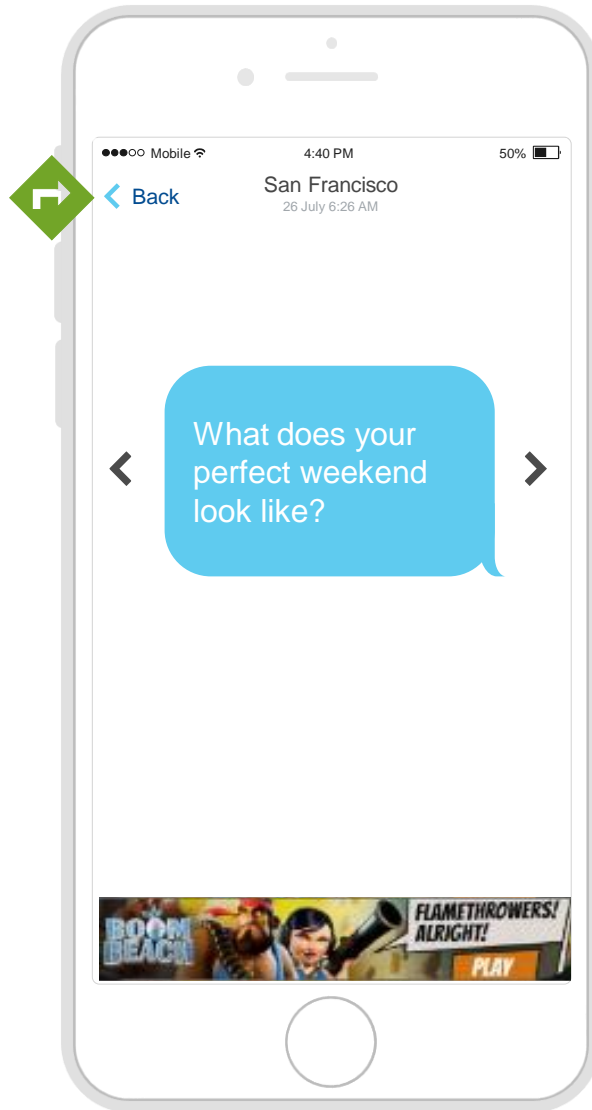 Mobile
4:40 PM
50%
Back
San Francisco
26 July 6:26 AM
What does your
perfect weekend
look like?
BOOM
BEACH
FLAMETHROWERS!
ALRIGHT!
PLAY